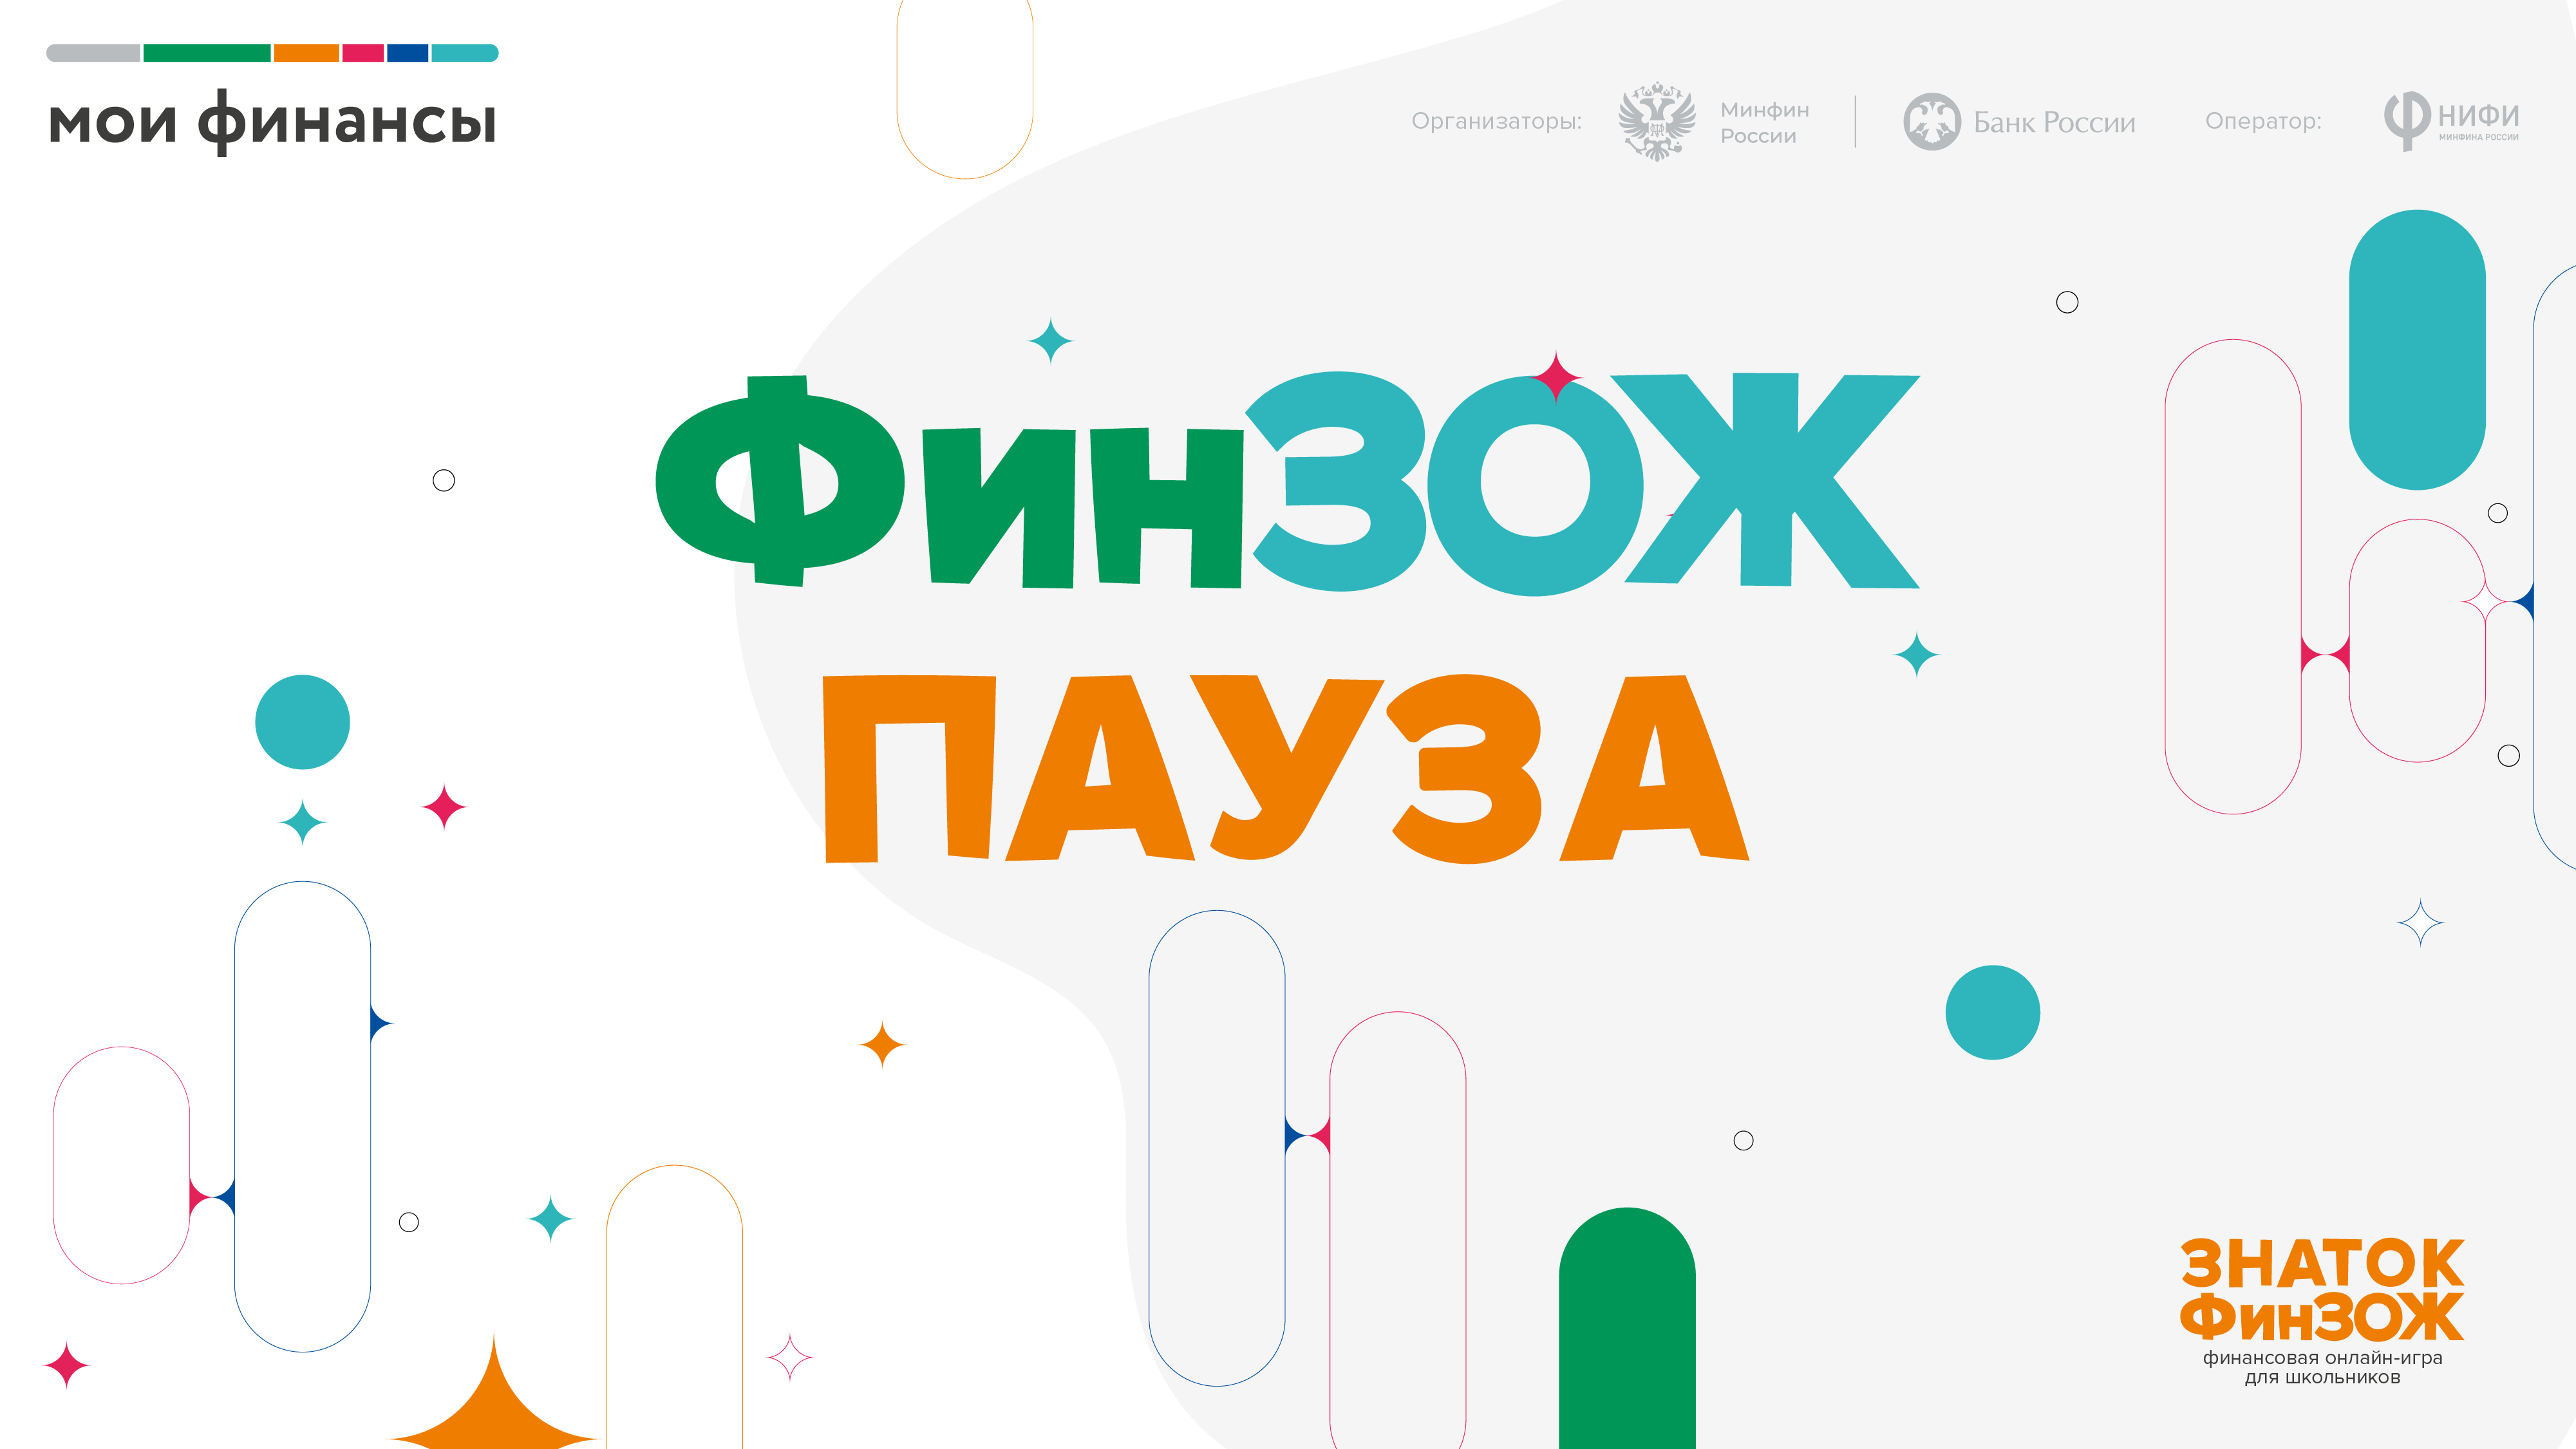 мои финансы
Организаторы:
Минфин
России
Банк России
Оператор:
НИФИ
МИНФИНА РОССИИ
ФинЗОЖ
ПАУЗА
ЗНАТОК
ФинЗОЖ
финансовая онлайн-игра
для школьников